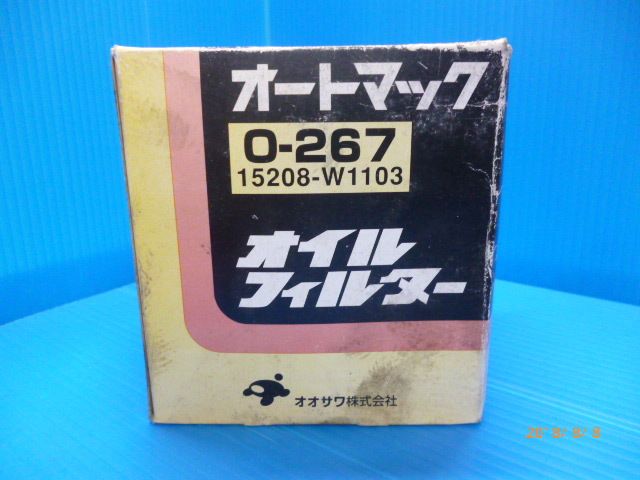 オートマック
O-267
15208-W1103
オイル
フィルター
オオサワ株式会社